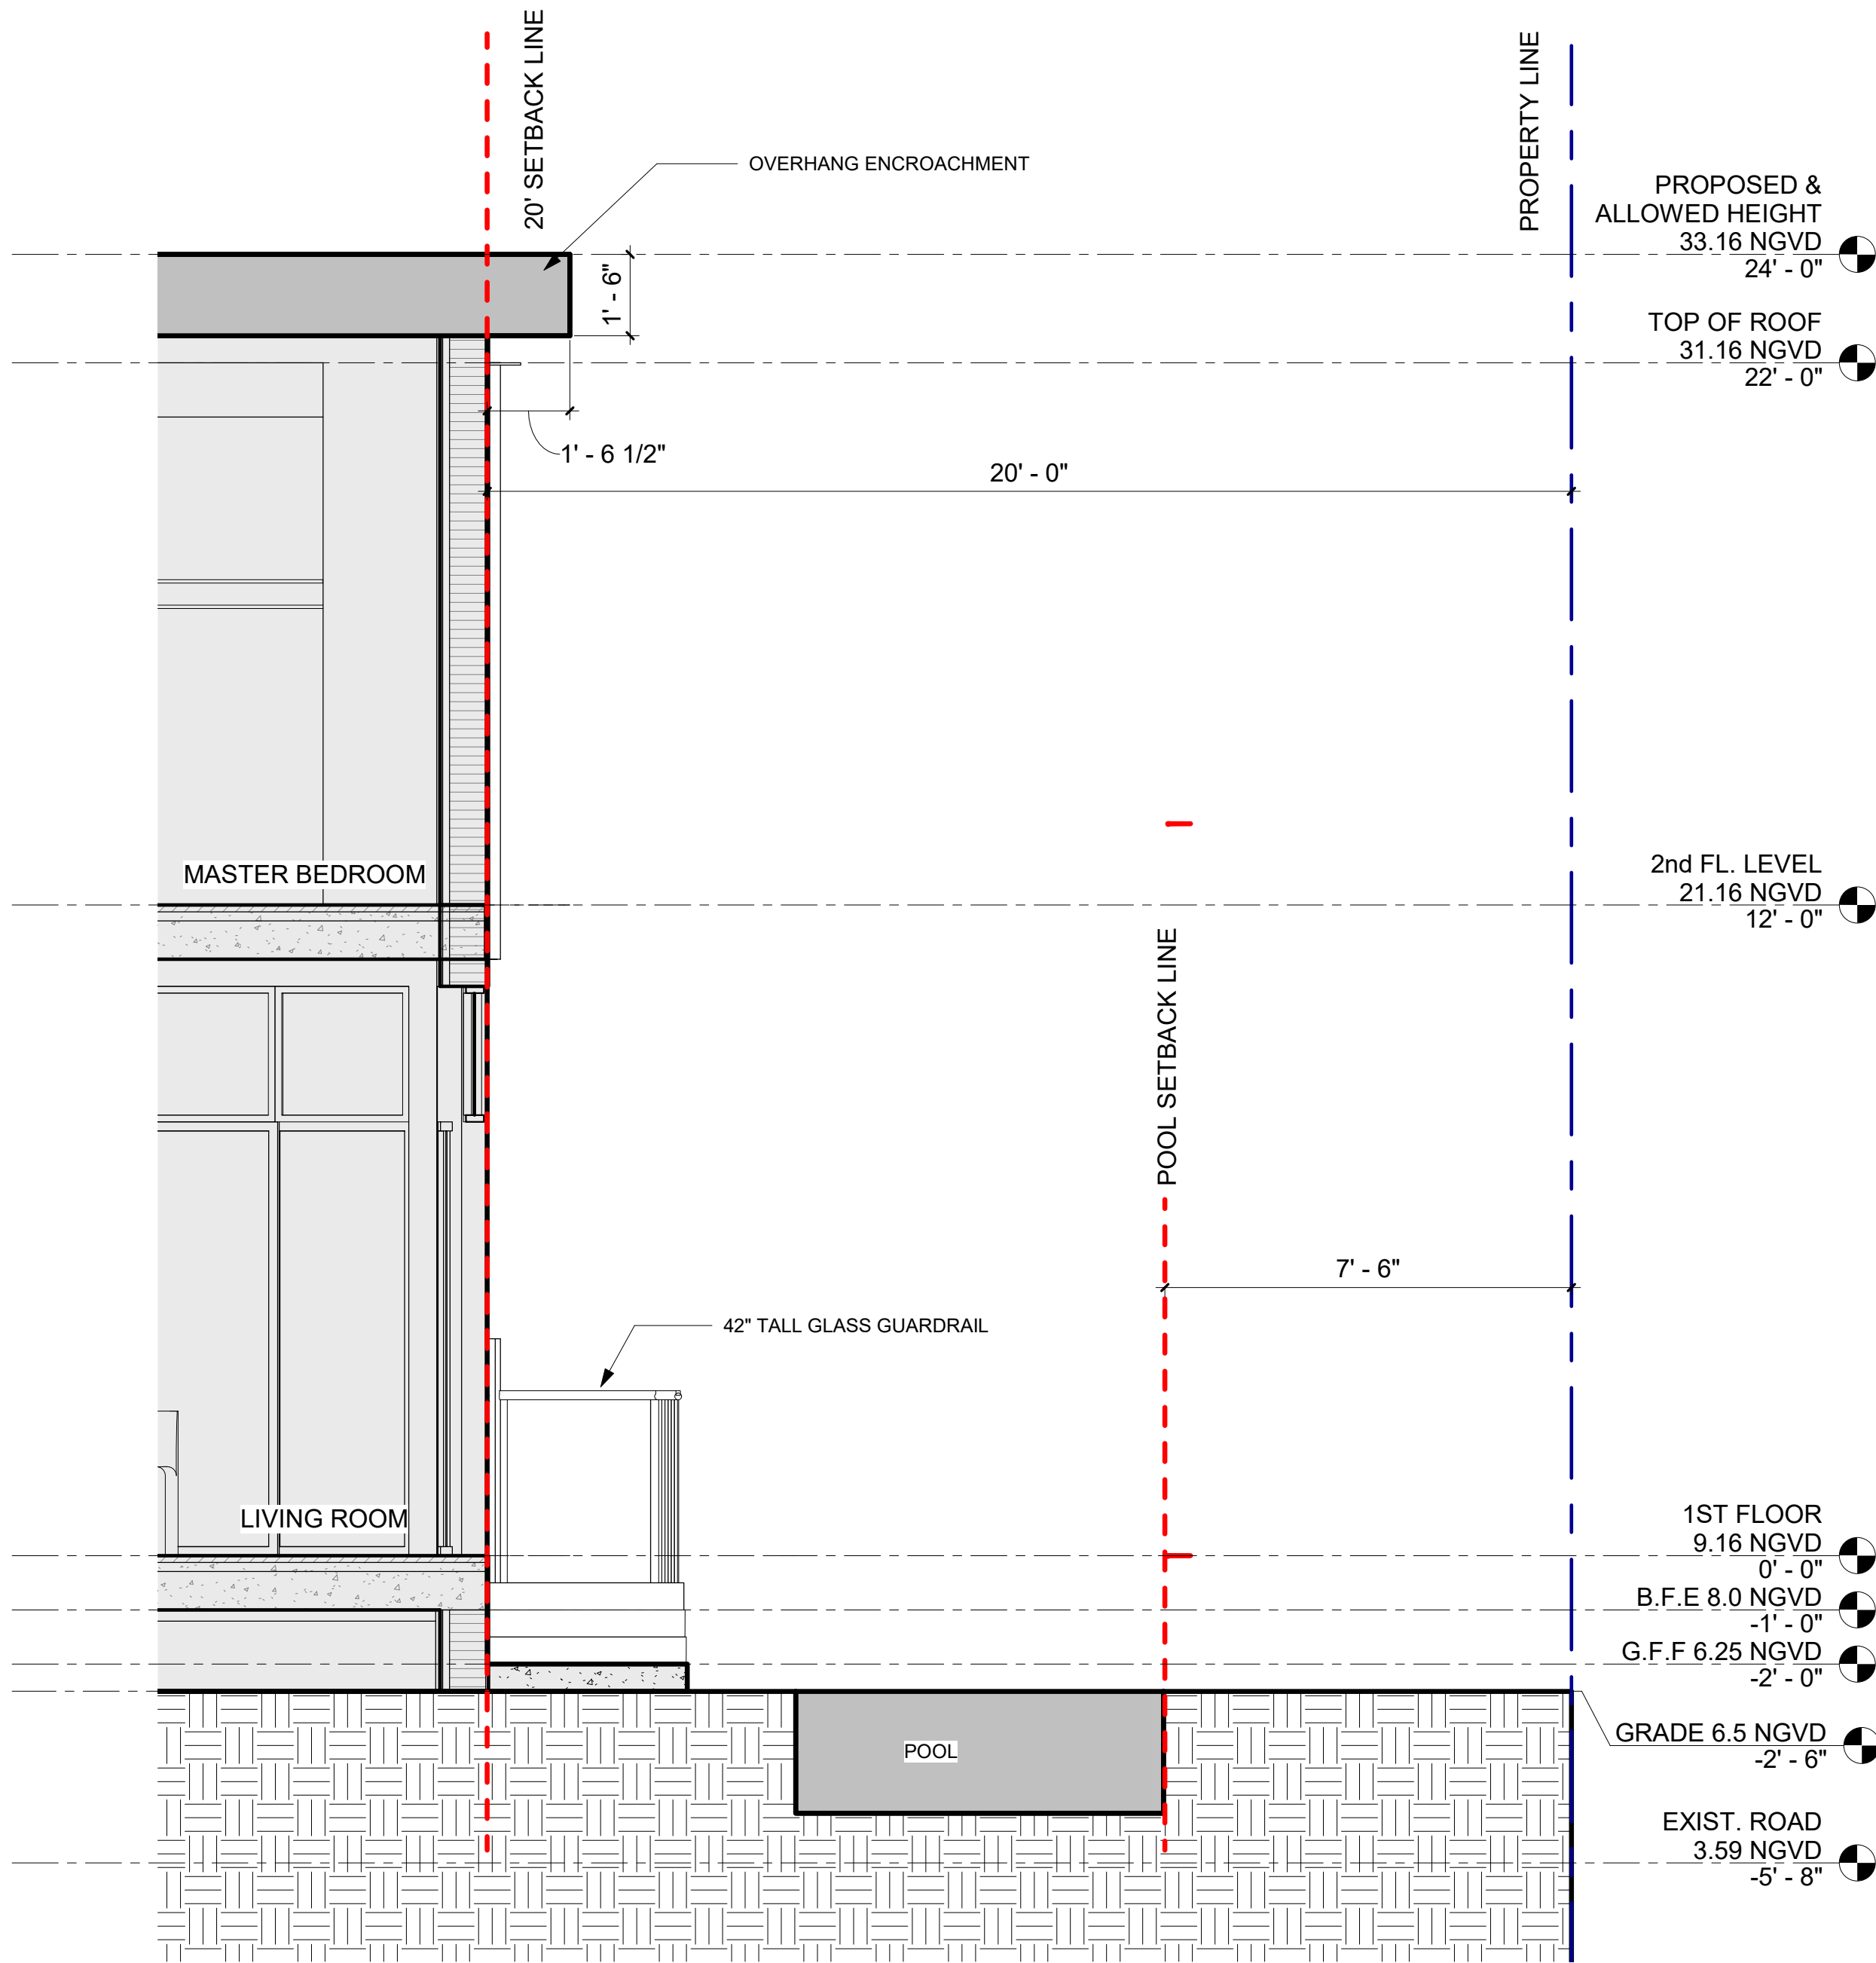 20' SETBACK LINE
PROPERTY LINE
OVERHANG ENCROACHMENT
PROPOSED &
ALLOWED HEIGHT
33.16 NGVD
24' - 0"
1' - 6"
TOP OF ROOF
31.16 NGVD
22' - 0"
1' - 6 1/2"
20' - 0"
MASTER BEDROOM
2nd FL. LEVEL
21.16 NGVD
12' - 0"
POOL SETBACK LINE
7' - 6"
42" TALL GLASS GUARDRAIL
LIVING ROOM
1ST FLOOR
9.16 NGVD
0' - 0"
B.F.E 8.0 NGVD
-1' - 0"
G.F.F 6.25 NGVD
-2' - 0"
GRADE 6.5 NGVD
-2' - 6"
POOL
EXIST. ROAD
3.59 NGVD
-5' - 8"